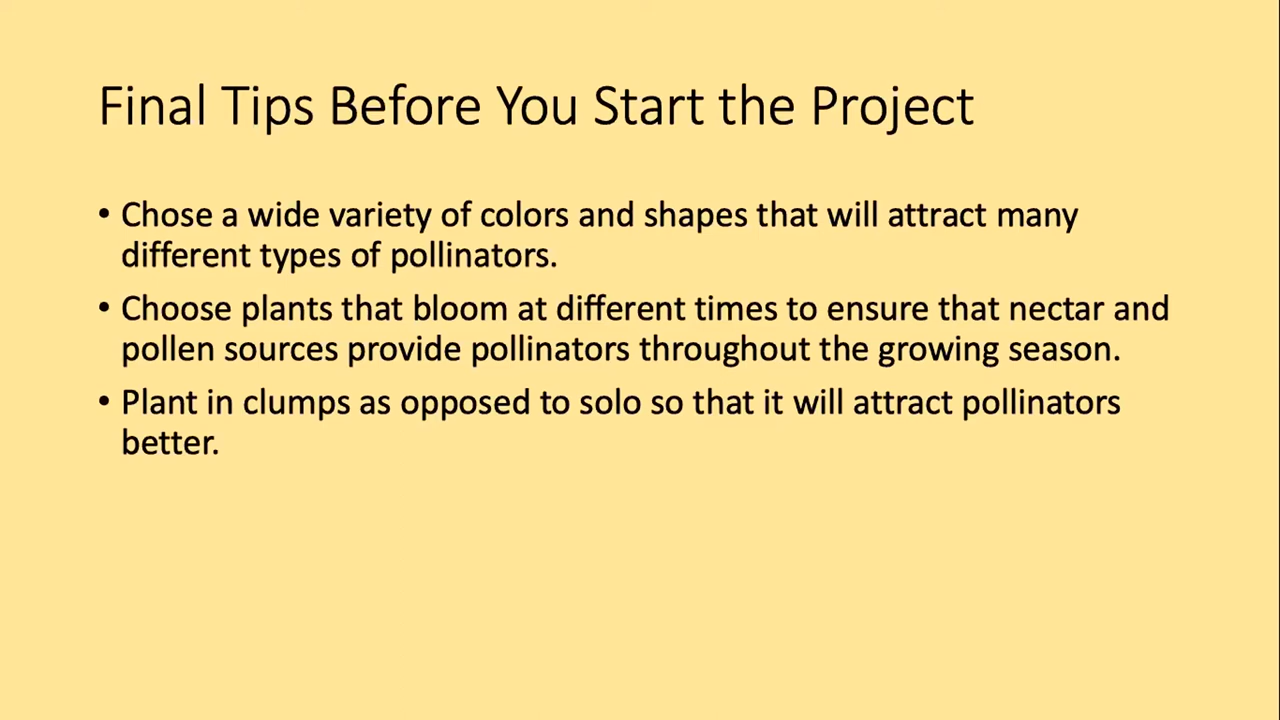 Final Tips Before You Start the Project
• Chose a wide variety of colors and shapes that will attract many
different types of pollinators.
• Choose plants that bloom at different times to ensure that nectar and
pollen sources provide pollinators throughout the growing season.
• Plant in clumps as opposed to solo so that it will attract pollinators
better.